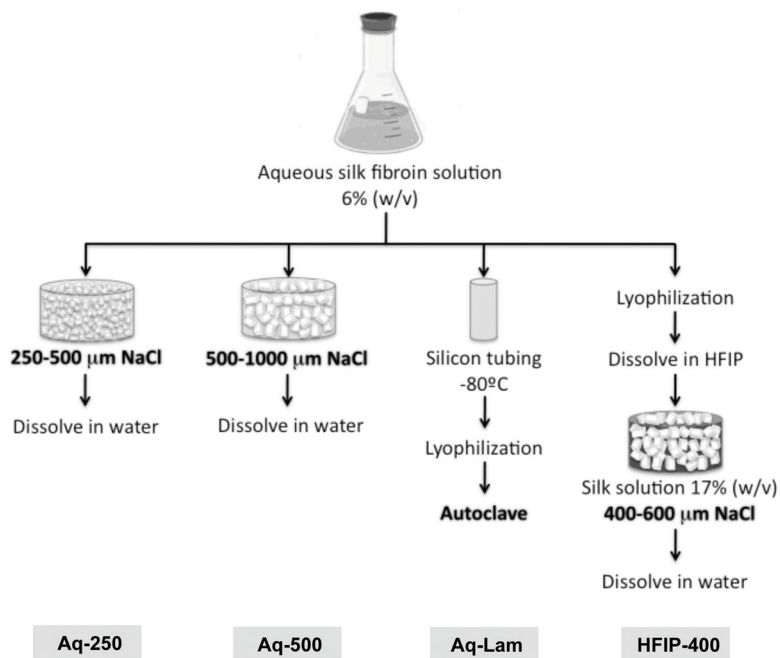 Aqueous silk fibroin solution
6% (w/v)
250-500 μm NaCl
Dissolve in water
Aq-250
500-1000 μm NaCl
Dissolve in water
Aq-500
Silicon tubing
-80ºC
Lyophilization
Autoclave
Aq-Lam
Lyophilization
Dissolve in HFIP
Silk solution 17% (w/v)
400-600 μm NaCl
Dissolve in water
HFIP-400